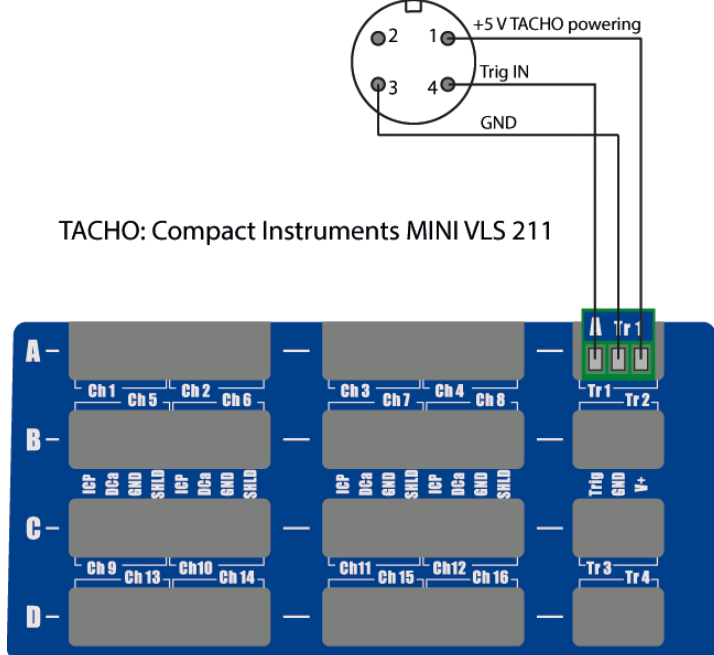 2 1 +5 V TACHO powering
3 4 Trig IN
GND
TACHO: Compact Instruments MINI VLS 211
A Tr 1
A – — —
Ch 1 Ch 2 Ch 3 Ch 4 Tr 1
Ch 5 Ch 6 Ch 7 Ch 8 Tr 2
B – — —
ICP DCa GND SHLD ICP DCa GND SHLD ICP DCa GND SHLD ICP DCa GND SHLD Trig GND V+
C – — —
Ch 9 Ch10 Ch11 Ch12 Tr 3
Ch 13 Ch 14 Ch 15 Ch 16 Tr 4
D – — —